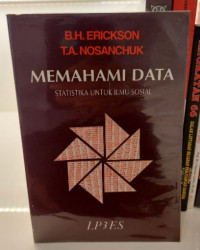 B.H. ERICKSON
T.A. NOSANCHUK
MEMAHAMI DATA
STATISTIKA UNTUK ILMU SOSIAL
LP3ES